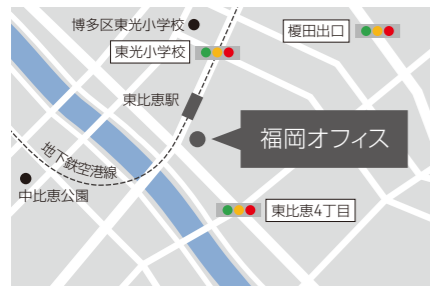 博多区東光小学校
榎田出口
東光小学校
東比恵駅
福岡オフィス
地下鉄空港線
中比恵公園
東比恵4丁目